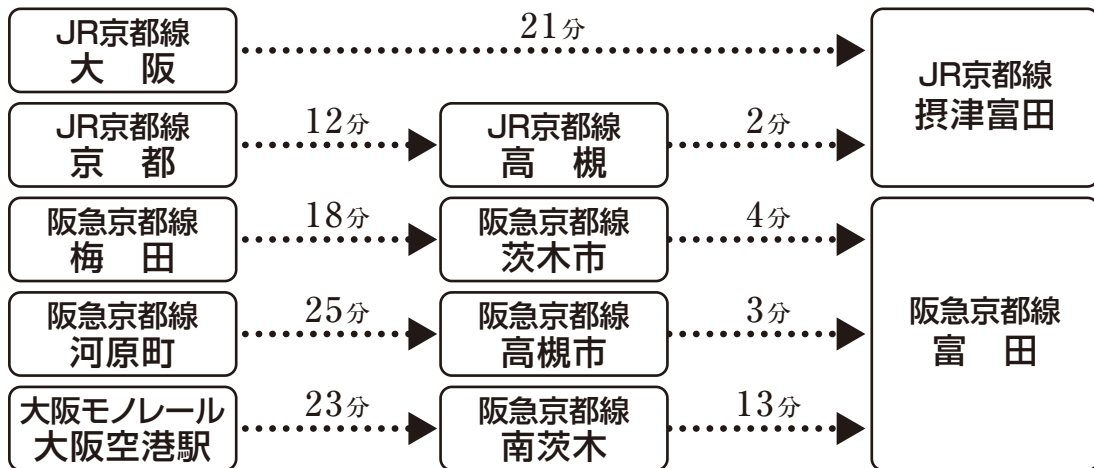 JR京都線
大　阪
21分
JR京都線
摂津富田
JR京都線
京　都
12分
JR京都線
高　槻
2分
阪急京都線
梅　田
18分
阪急京都線
茨木市
4分
阪急京都線
富　田
阪急京都線
河原町
25分
阪急京都線
高槻市
3分
大阪モノレール
大阪空港駅
23分
阪急京都線
南茨木
13分